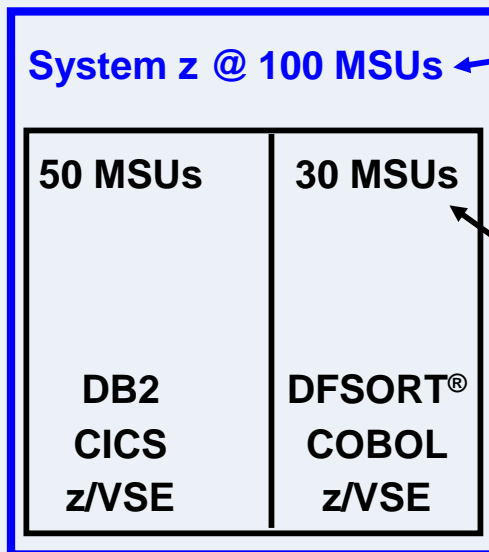 System z @ 100 MSUs
50 MSUs
30 MSUs
DB2
CICS
z/VSE
DFSORT®
COBOL
z/VSE